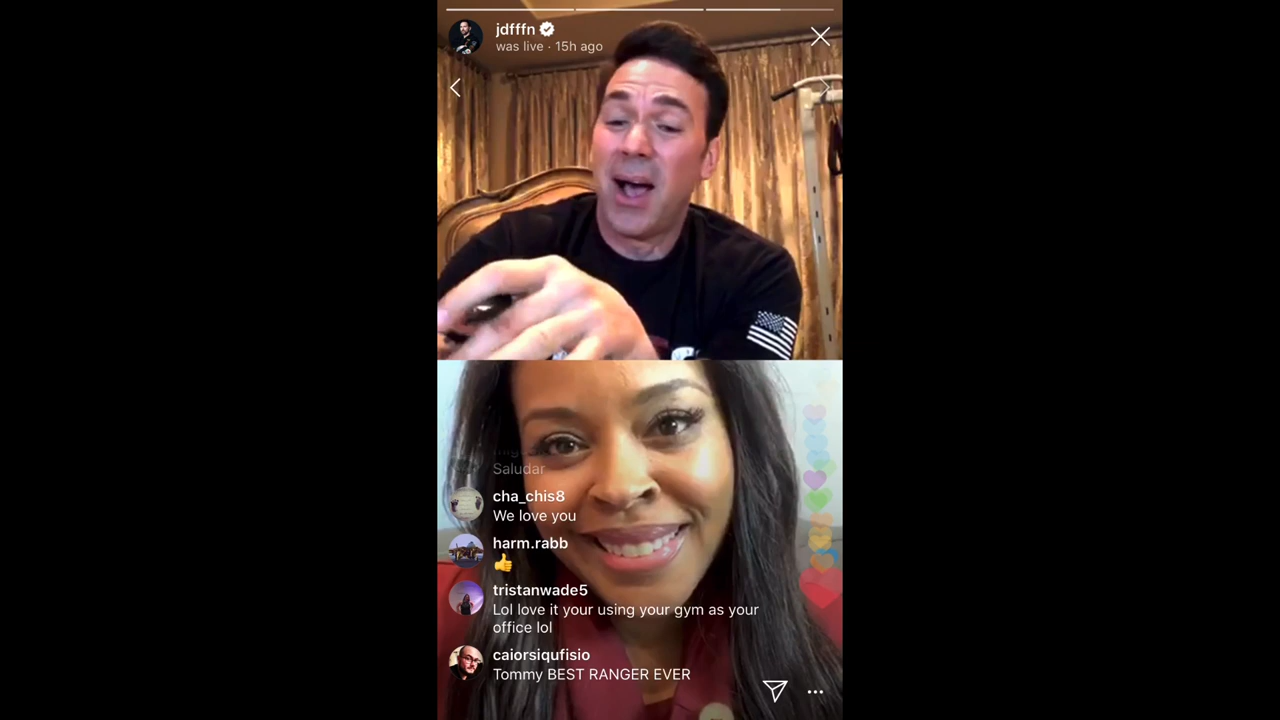 jdfffn
was live · 15h ago
Saludar
cha_chis8
We love you
harm.rabb
👍
tristanwade5
Lol love it your using your gym as your
office lol
caiorsiqufisio
Tommy BEST RANGER EVER